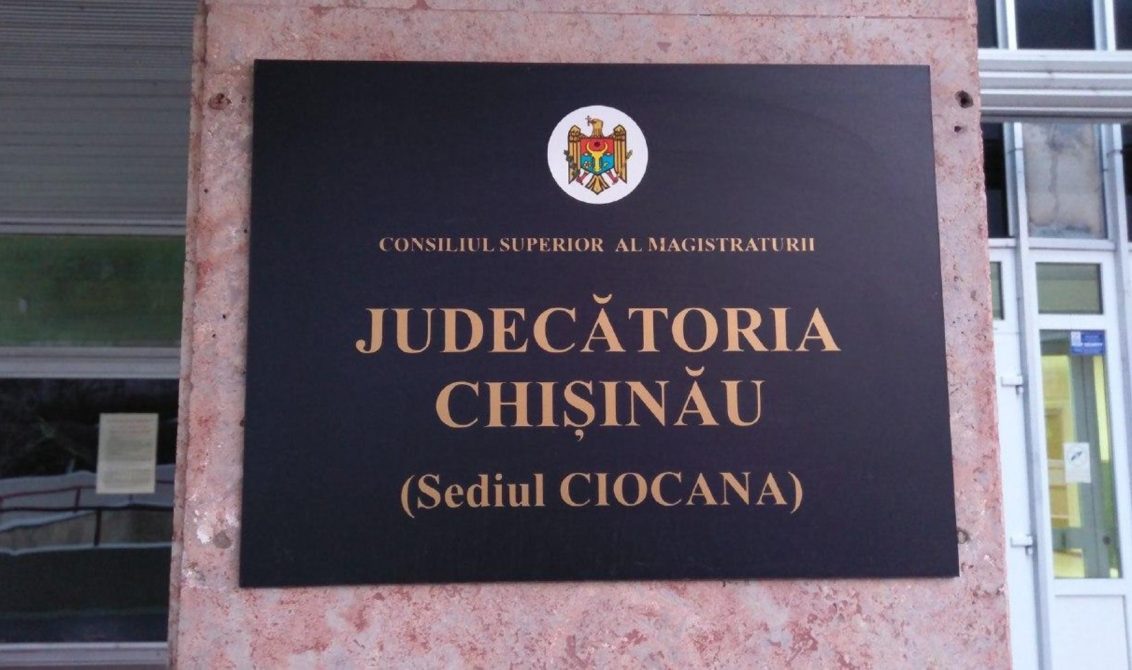 CONSILIUL SUPERIOR AL MAGISTRATURII
JUDECĂTORIA
CHIȘINĂU
(Sediul CIOCANA)